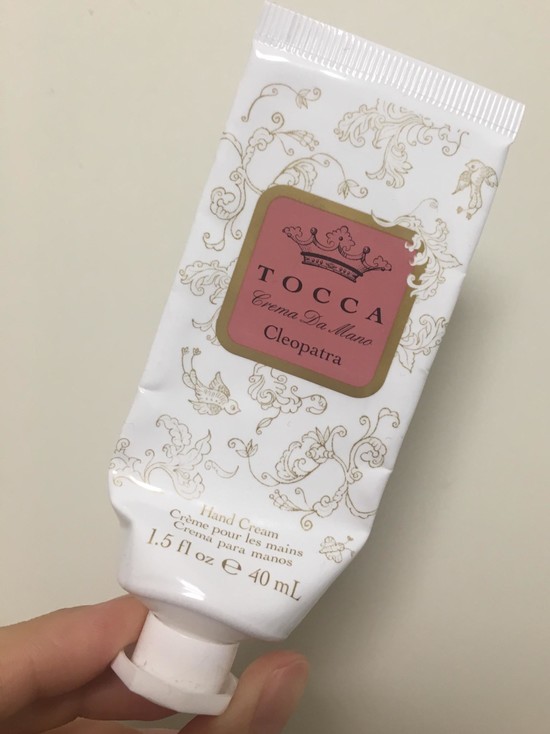 TOCCA
Crema Da Mano
Cleopatra
Hand Cream
Crème pour les mains
Crema para manos
1.5 fl oz ℮ 40 mL